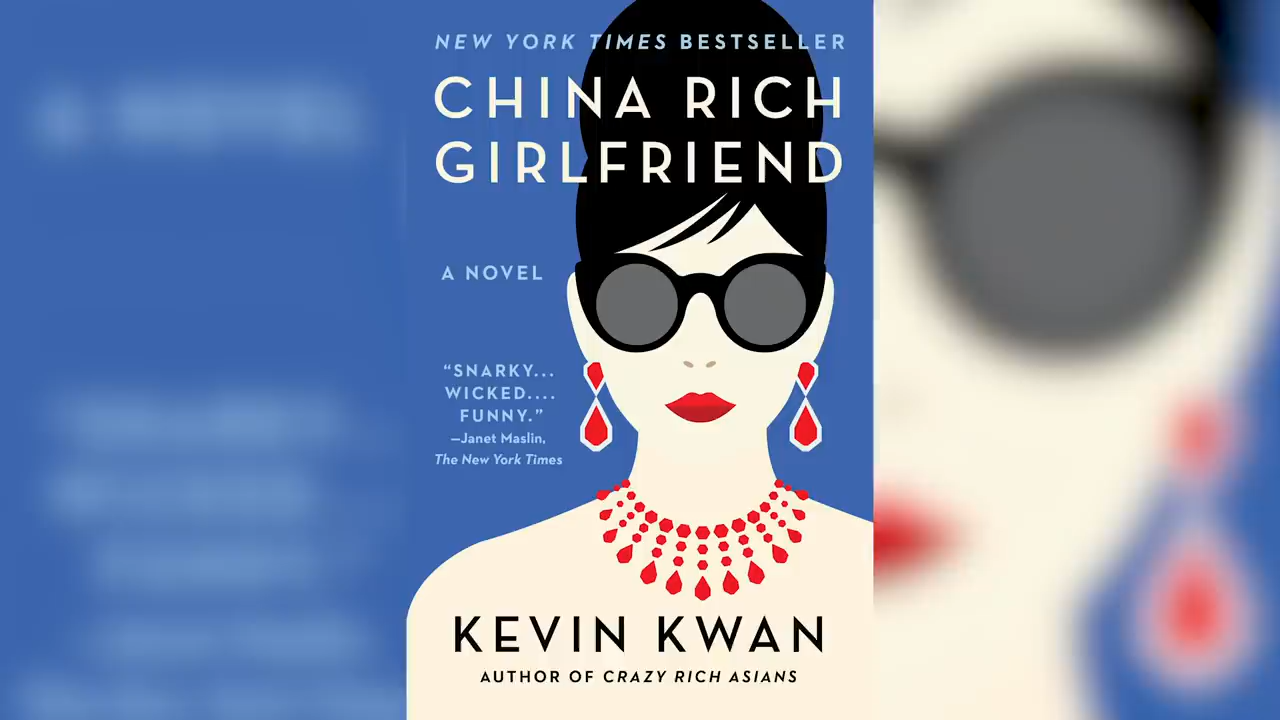 NEW YORK TIMES BESTSELLER
CHINA RICH
GIRLFRIEND
A NOVEL
“SNARKY...
WICKED....
FUNNY.”
—Janet Maslin,
The New York Times
KEVIN KWAN
AUTHOR OF CRAZY RICH ASIANS